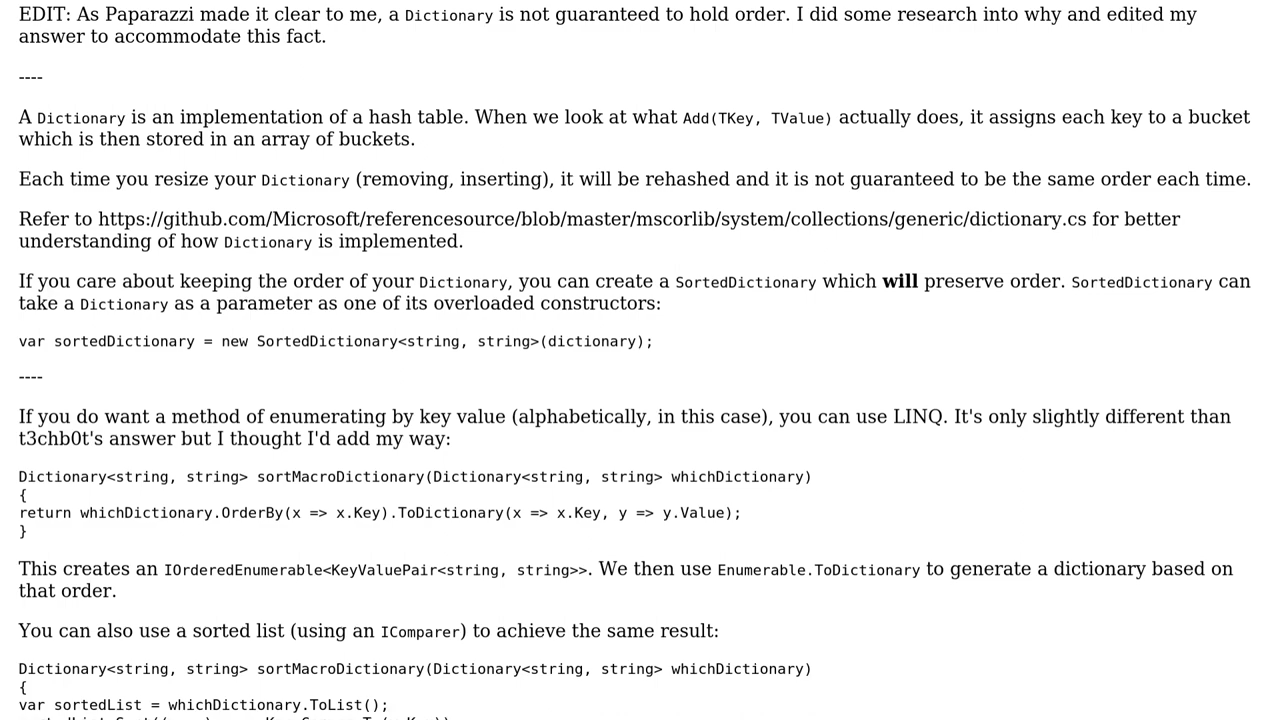 EDIT: As Paparazzi made it clear to me, a Dictionary is not guaranteed to hold order. I did some research into why and edited my
answer to accommodate this fact.
----
A Dictionary is an implementation of a hash table. When we look at what Add(TKey, TValue) actually does, it assigns each key to a bucket
which is then stored in an array of buckets.
Each time you resize your Dictionary (removing, inserting), it will be rehashed and it is not guaranteed to be the same order each time.
Refer to https://github.com/Microsoft/referencesource/blob/master/mscorlib/system/collections/generic/dictionary.cs for better
understanding of how Dictionary is implemented.
If you care about keeping the order of your Dictionary, you can create a SortedDictionary which will preserve order. SortedDictionary can
take a Dictionary as a parameter as one of its overloaded constructors:
var sortedDictionary = new SortedDictionary<string, string>(dictionary);
----
If you do want a method of enumerating by key value (alphabetically, in this case), you can use LINQ. It's only slightly different than
t3chb0t's answer but I thought I'd add my way:
Dictionary<string, string> sortMacroDictionary(Dictionary<string, string> whichDictionary)
{
return whichDictionary.OrderBy(x => x.Key).ToDictionary(x => x.Key, y => y.Value);
}
This creates an IOrderedEnumerable<KeyValuePair<string, string>>. We then use Enumerable.ToDictionary to generate a dictionary based on
that order.
You can also use a sorted list (using an IComparer) to achieve the same result:
Dictionary<string, string> sortMacroDictionary(Dictionary<string, string> whichDictionary)
{
var sortedList = whichDictionary.ToList();